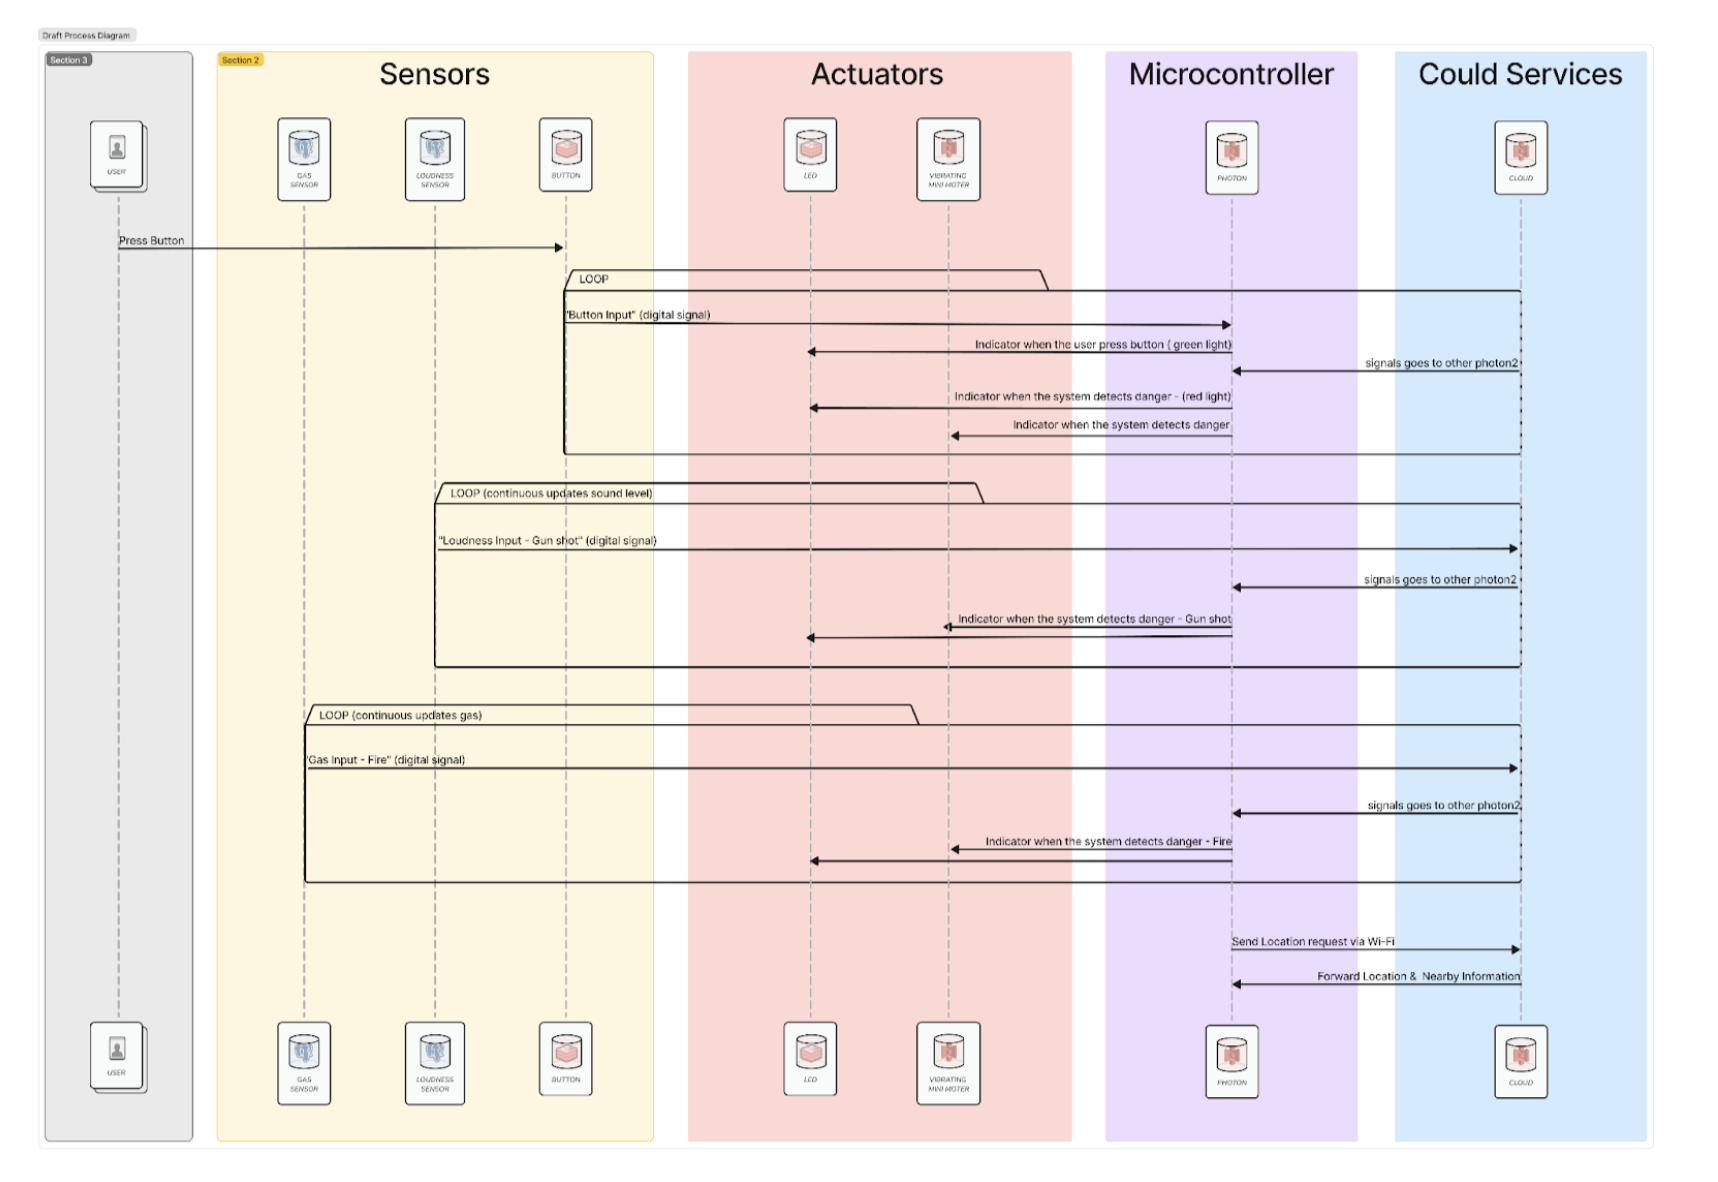 Draft Process Diagram
Section 3
Section 2
Sensors
Actuators
Microcontroller
Could Services
USER
GAS
SENSOR
LOUDNESS
SENSOR
BUTTON
LED
VIBRATING
MINI MOTER
PHOTON
CLOUD
Press Button
LOOP
"Button Input" (digital signal)
Indicator when the user press button ( green light)
signals goes to other photon2
Indicator when the system detects danger - (red light)
Indicator when the system detects danger
LOOP (continuous updates sound level)
"Loudness Input - Gun shot" (digital signal)
signals goes to other photon2
Indicator when the system detects danger - Gun shot
LOOP (continuous updates gas)
"Gas Input - Fire" (digital signal)
signals goes to other photon2
Indicator when the system detects danger - Fire
Send Location request via Wi-Fi
Forward Location & Nearby Information
USER
GAS
SENSOR
LOUDNESS
SENSOR
BUTTON
LED
VIBRATING
MINI MOTER
PHOTON
CLOUD